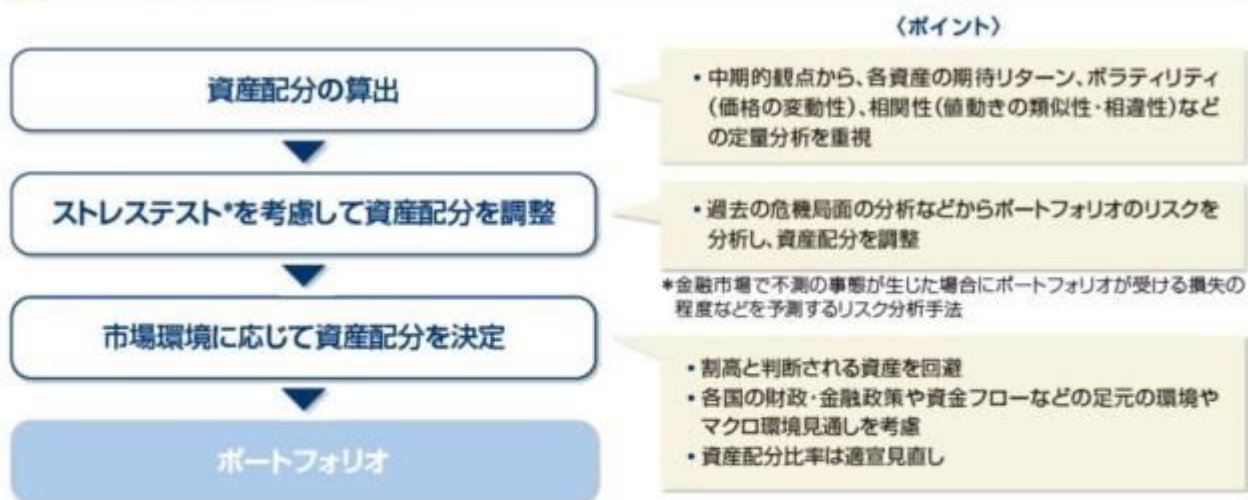 〈ポイント〉
資産配分の算出
・中期的観点から、各資産の期待リターン、ボラティリティ
(価格の変動性)、相関性(値動きの類似性・相違性)など
の定量分析を重視
ストレステスト*を考慮して資産配分を調整
・過去の危機局面の分析などからポートフォリオのリスクを
分析し、資産配分を調整
*金融市場で不測の事態が生じた場合にポートフォリオが受ける損失の
程度などを予測するリスク分析手法
市場環境に応じて資産配分を決定
・割高と判断される資産を回避
・各国の財政・金融政策や資金フローなどの足元の環境や
マクロ環境見通しを考慮
・資産配分比率は適宜見直し
ポートフォリオ